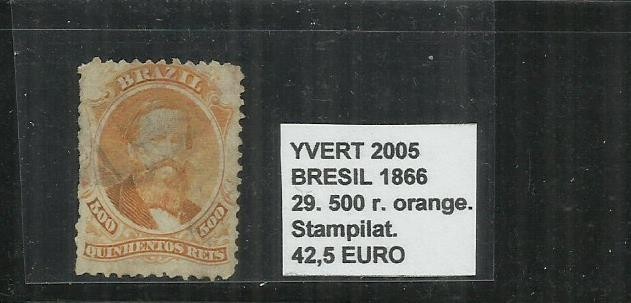 BRAZIL
500 500
QUINHENTOS REIS
YVERT 2005
BRESIL 1866
29. 500 r. orange.
Stampilat.
42,5 EURO